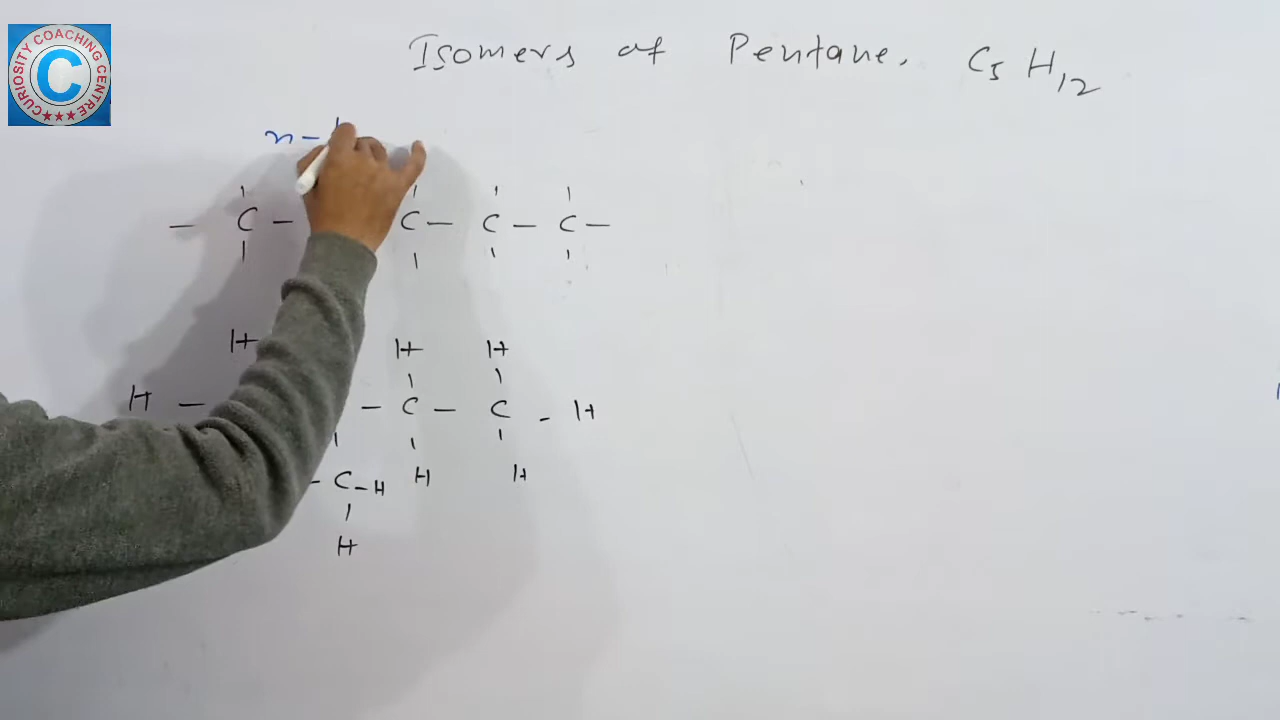 CURIOSITY COACHING CENTRE
C
Isomers of Pentane, C5 H12
n -
- C - C - C - C -
H H H
H - - C - C - H
- C - H H H
H